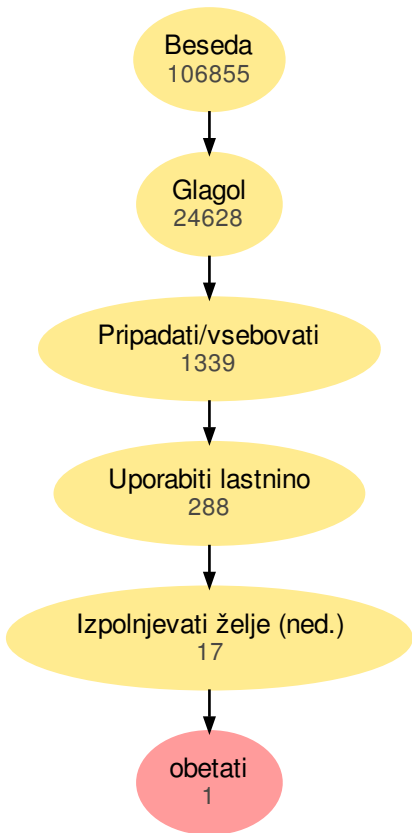 Beseda
106855
Glagol
24628
Pripadati/vsebovati
1339
Uporabiti lastnino
288
Izpolnjevati želje (ned.)
17
obetati
1